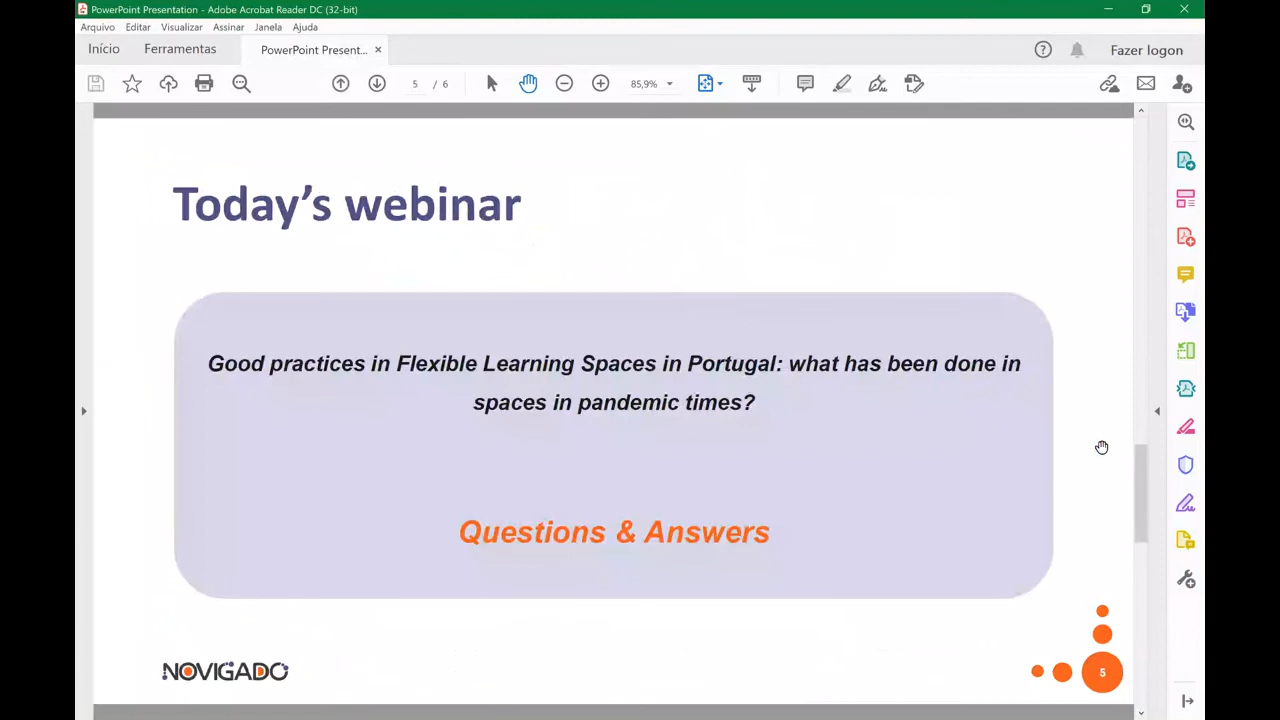 PowerPoint Presentation - Adobe Acrobat Reader DC (32-bit)
Arquivo Editar Visualizar Assinar Janela Ajuda
Início Ferramentas PowerPoint Present... × Fazer logon
5 / 6 85,9%
Today's webinar
Good practices in Flexible Learning Spaces in Portugal: what has been done in
spaces in pandemic times?
Questions & Answers
NOVIGADO
5